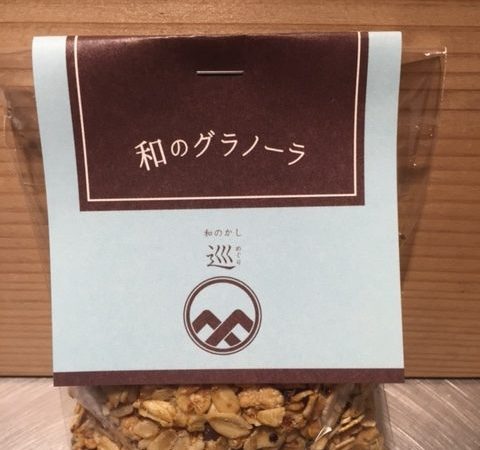 和のグラノーラ
和のかし
巡
めぐり